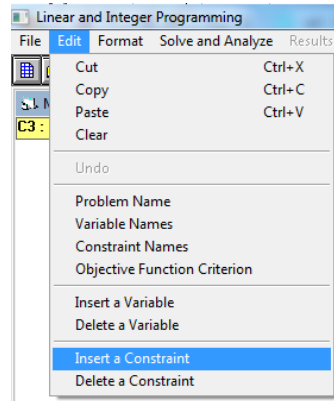 Linear and Integer Programming
File Edit Format Solve and Analyze Results
Cut Ctrl+X
Copy Ctrl+C
Paste Ctrl+V
C3 :
Clear
Undo
Problem Name
Variable Names
Constraint Names
Objective Function Criterion
Insert a Variable
Delete a Variable
Insert a Constraint
Delete a Constraint